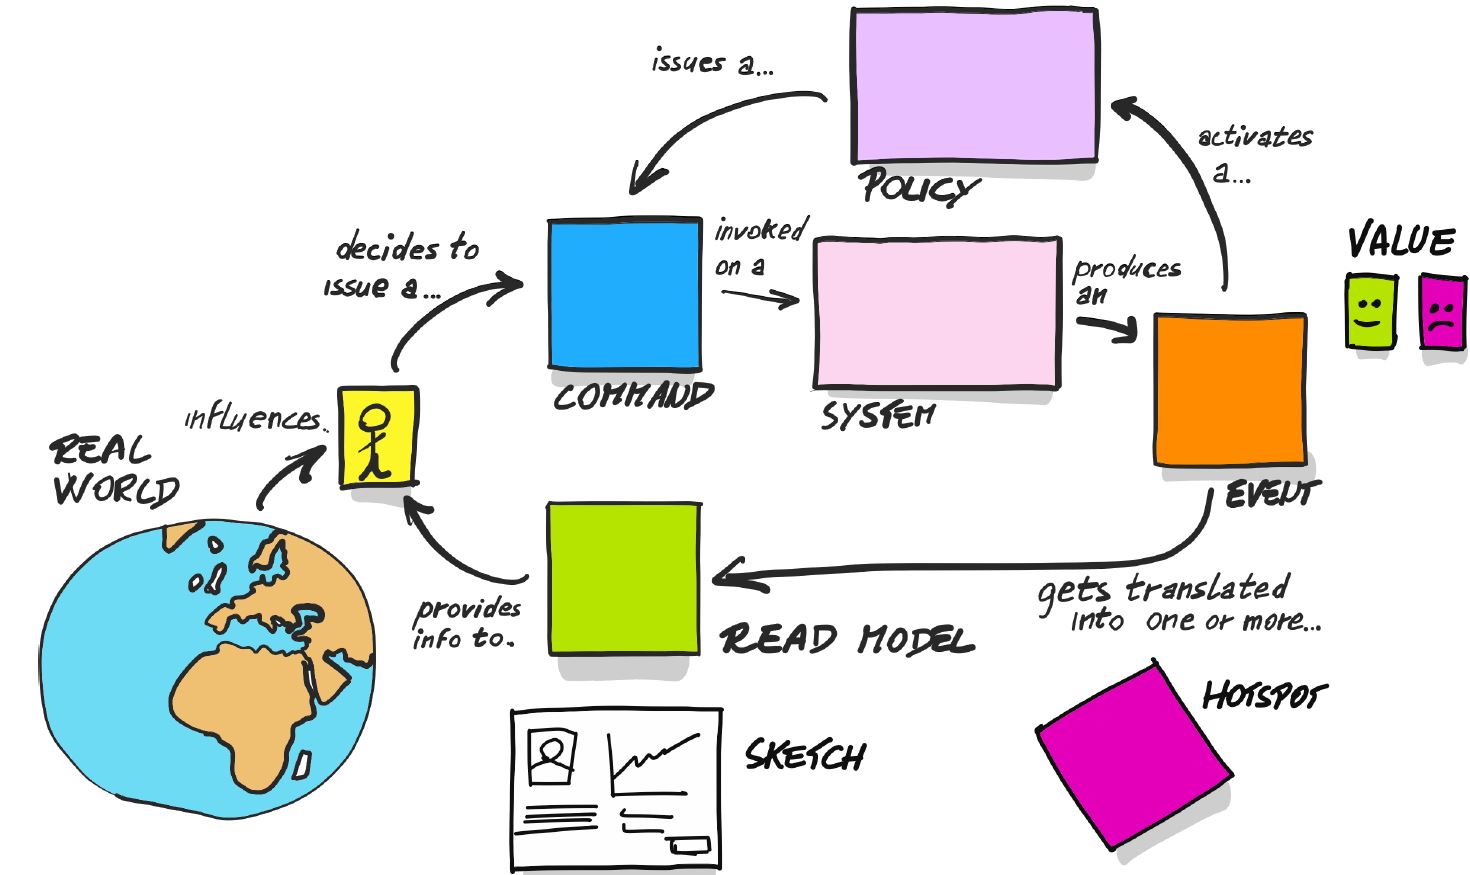 issues a...
POLICY
activates
a...
decides to
issue a...
invoked
on a
COMMAND
SYSTEM
produces
an
EVENT
VALUE
influences..
REAL
WORLD
provides
info to..
READ MODEL
gets translated
into one or more...
SKETCH
HOTSPOT